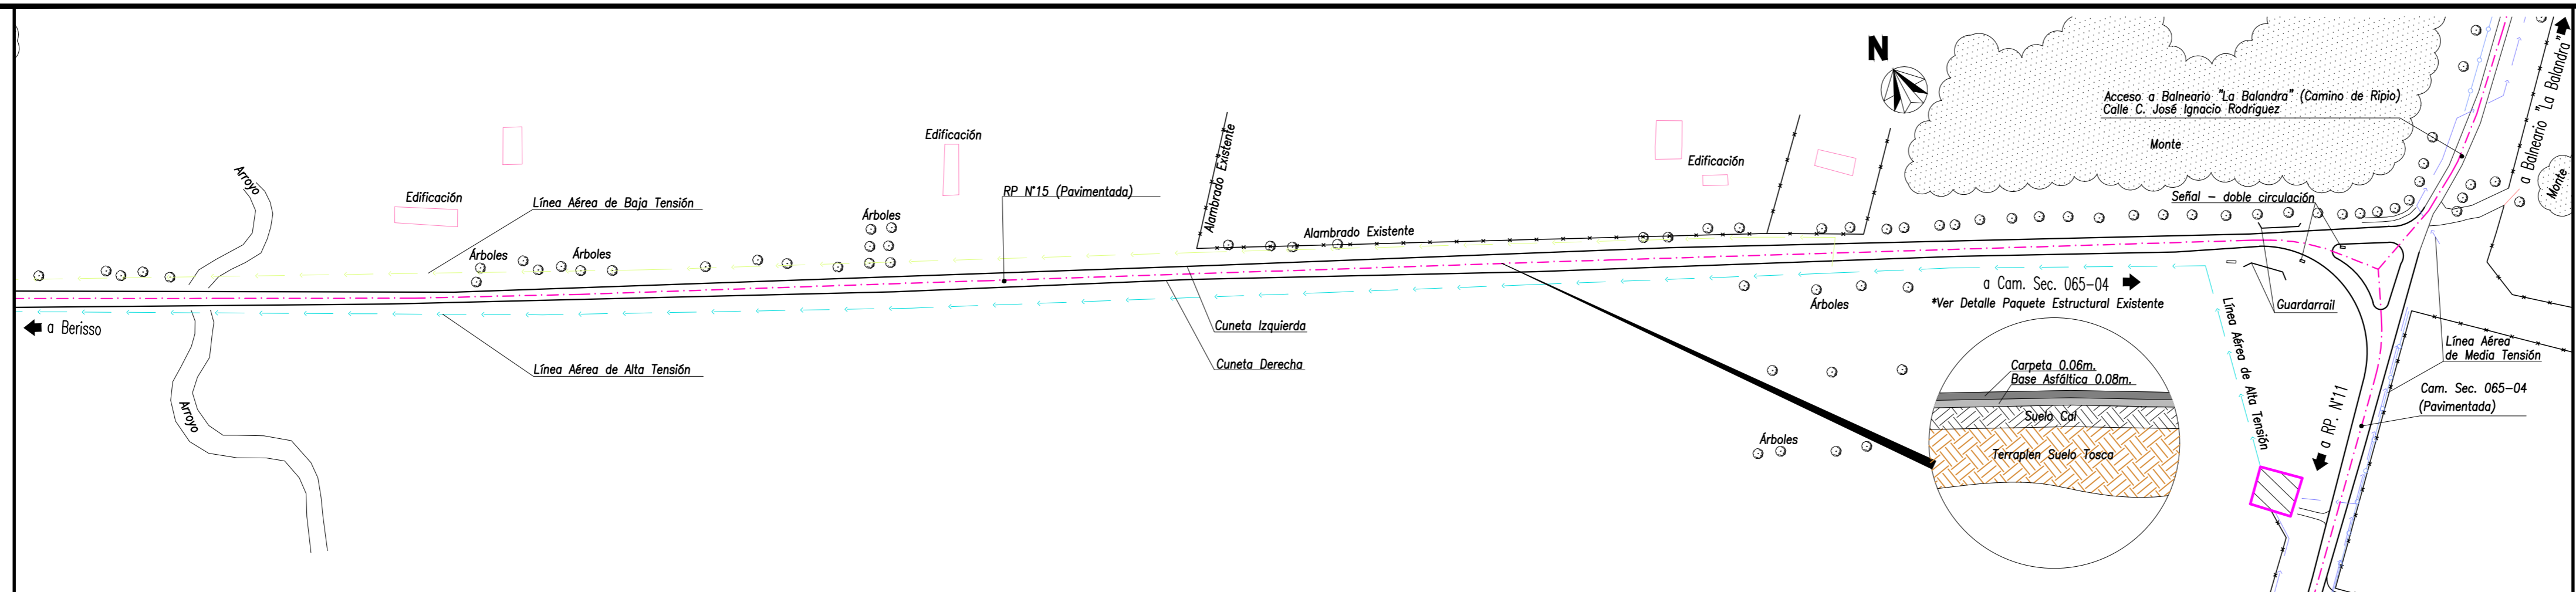 N
Acceso a Balneario "La Balandra" (Camino de Ripio)
Calle C. José Ignacio Rodriguez
a Balneario "La Balandra"
Monte
Monte
Edificación
Alambrado Existente
Edificación
Arroyo
Edificación
Línea Aérea de Baja Tensión
RP N°15 (Pavimentada)
Señal – doble circulación
Árboles
Alambrado Existente
Árboles
Árboles
a Cam. Sec. 065-04
*Ver Detalle Paquete Estructural Existente
Árboles
Guardarrail
a Berisso
Cuneta Izquierda
Línea Aérea de Alta Tensión
Línea Aérea
de Media Tensión
Línea Aérea de Alta Tensión
Cuneta Derecha
Carpeta 0.06m.
Base Asfáltica 0.08m.
Cam. Sec. 065-04
(Pavimentada)
Arroyo
Suelo Cal
a RP. N°11
Árboles
Terraplen Suelo Tosca